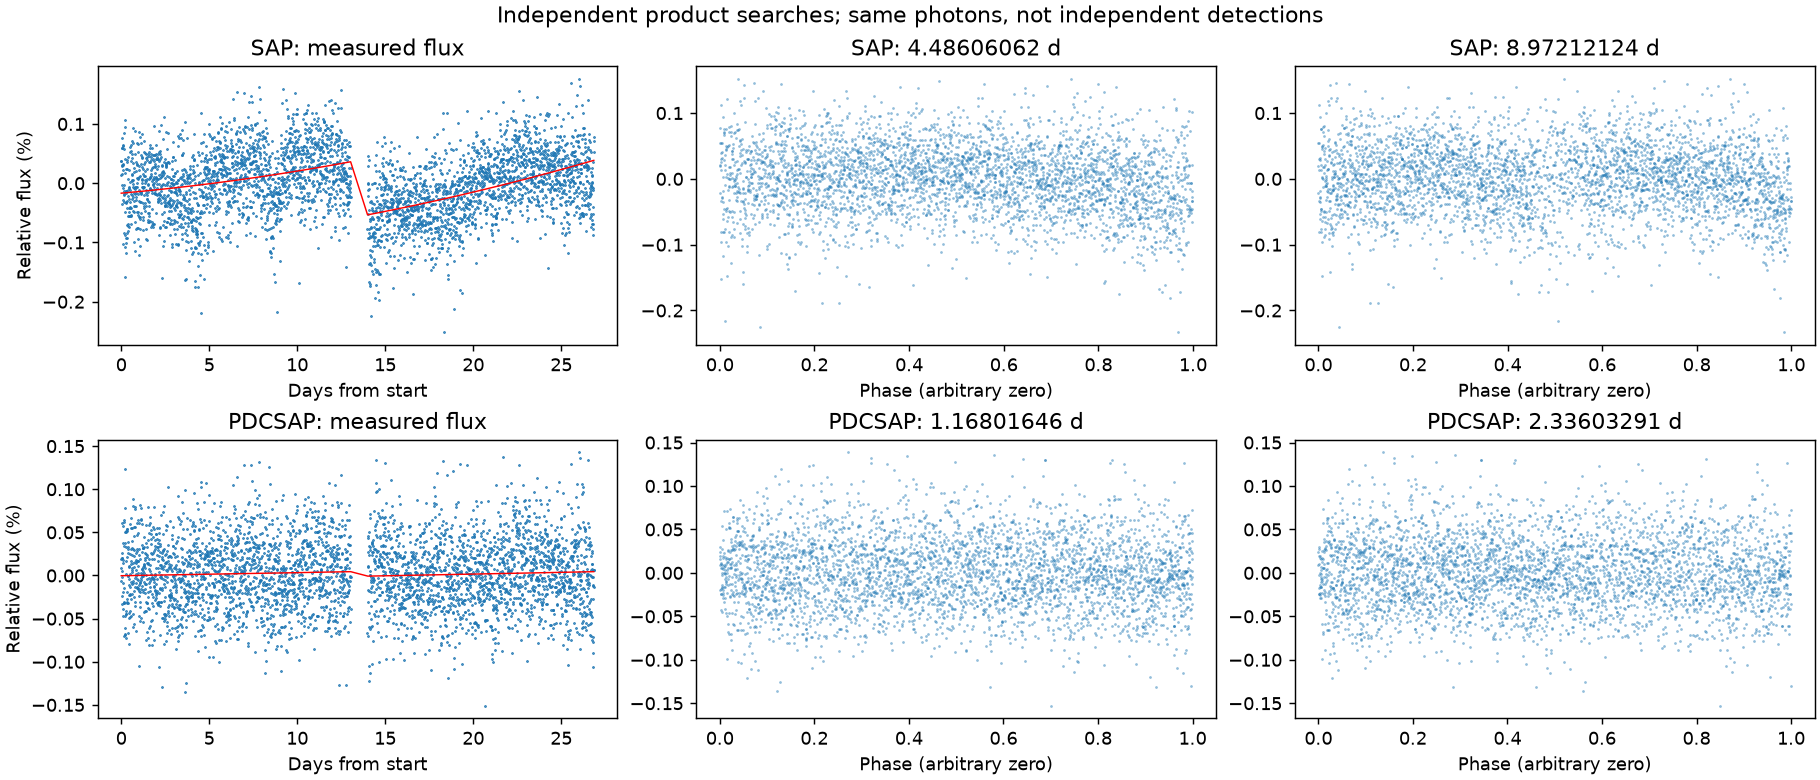 Independent product searches; same photons, not independent detections
SAP: measured flux
SAP: 4.48606062 d
SAP: 8.97212124 d
Relative flux (%)
0.1
0.0
−0.1
−0.2
0.1
0.0
−0.1
−0.2
0.1
0.0
−0.1
−0.2
0 5 10 15 20 25
0.0 0.2 0.4 0.6 0.8 1.0
0.0 0.2 0.4 0.6 0.8 1.0
Days from start
Phase (arbitrary zero)
Phase (arbitrary zero)
PDCSAP: measured flux
PDCSAP: 1.16801646 d
PDCSAP: 2.33603291 d
Relative flux (%)
0.15
0.10
0.05
0.00
−0.05
−0.10
−0.15
0.15
0.10
0.05
0.00
−0.05
−0.10
−0.15
0.15
0.10
0.05
0.00
−0.05
−0.10
−0.15
0 5 10 15 20 25
0.0 0.2 0.4 0.6 0.8 1.0
0.0 0.2 0.4 0.6 0.8 1.0
Days from start
Phase (arbitrary zero)
Phase (arbitrary zero)